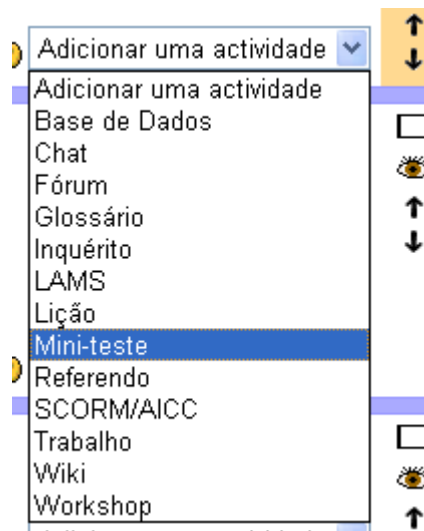 Adicionar uma actividade
Adicionar uma actividade
Base de Dados
Chat
Fórum
Glossário
Inquérito
LAMS
Lição
Mini-teste
Referendo
SCORM/AICC
Trabalho
Wiki
Workshop